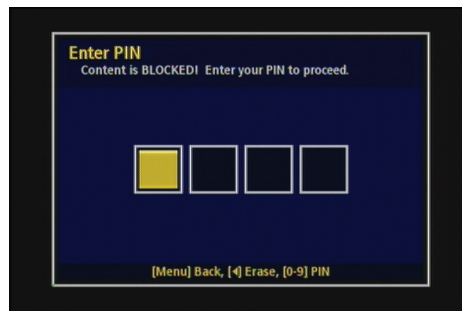 Enter PIN
Content is BLOCKED! Enter your PIN to proceed.
[Menu] Back, [◀] Erase, [0-9] PIN